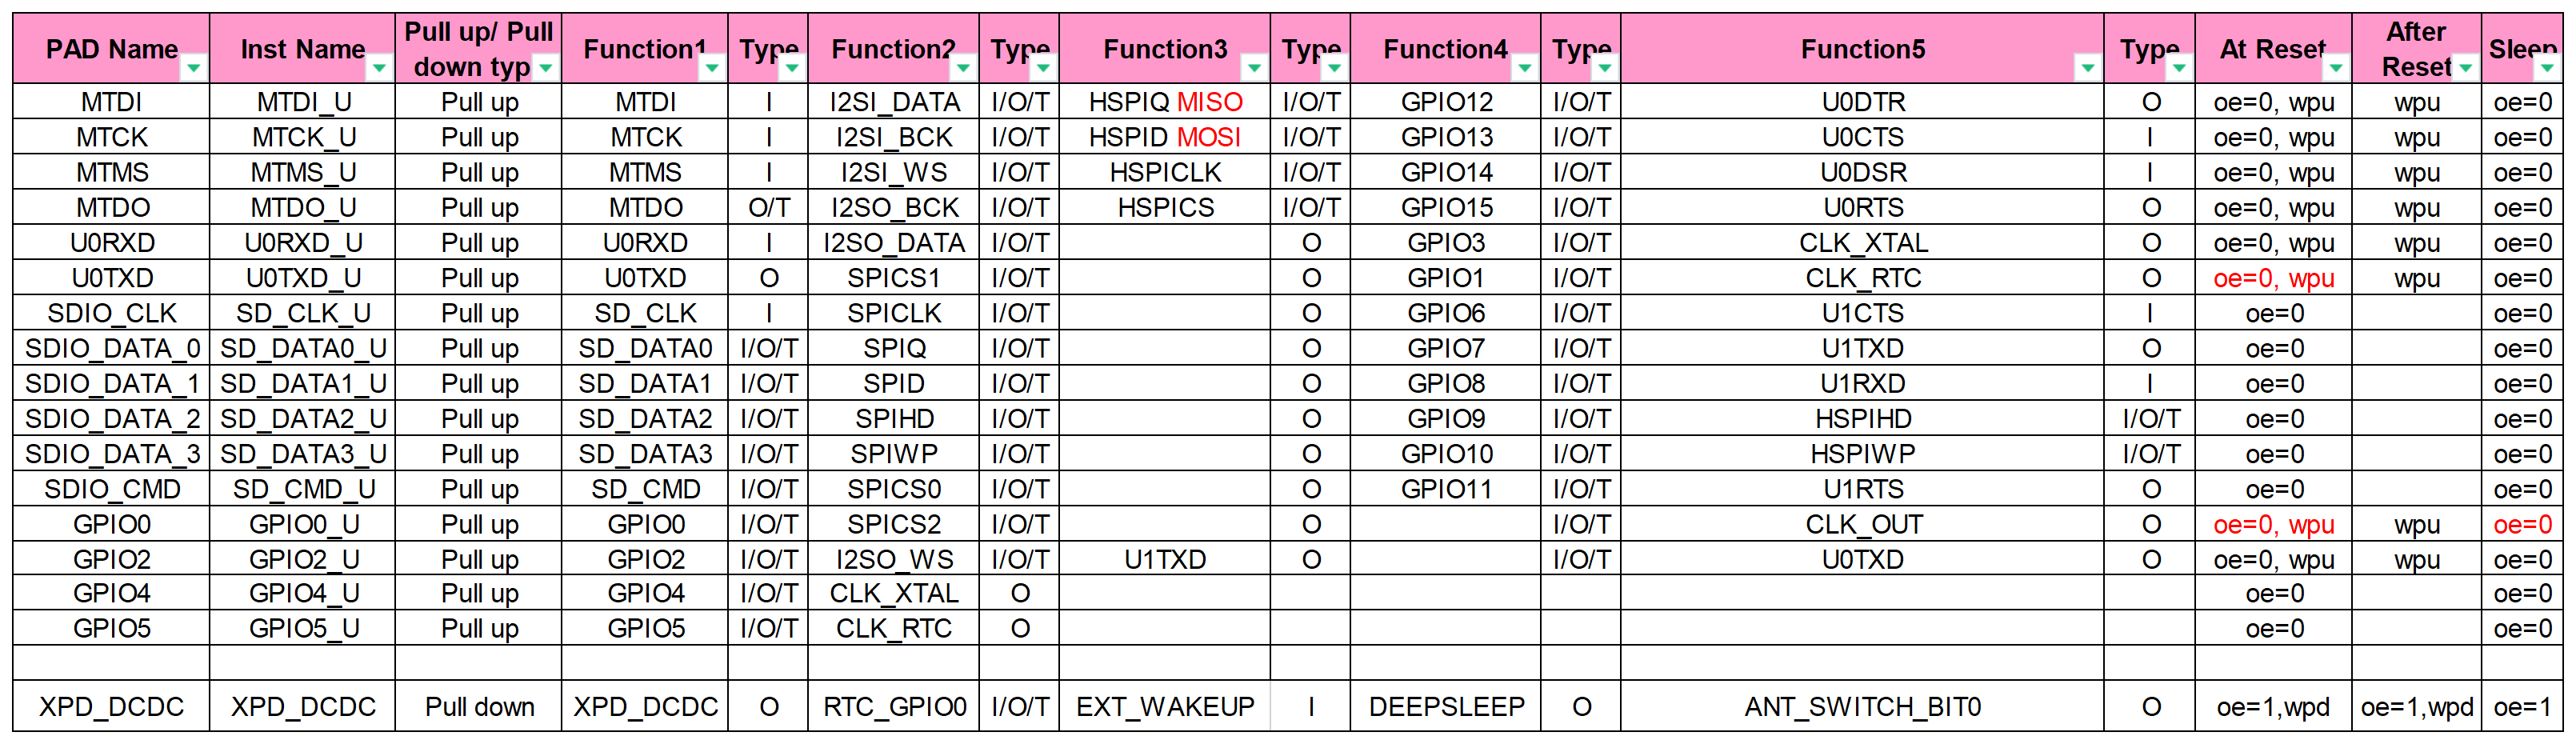 PAD Name Inst Name Pull up/ Pull down typ Function1 Type Function2 Type Function3 Type Function4 Type Function5 Type At Reset After Reset Sleep
MTDI MTDI_U Pull up MTDI I I2SI_DATA I/O/T HSPIQ MISO I/O/T GPIO12 I/O/T U0DTR O oe=0, wpu wpu oe=0
MTCK MTCK_U Pull up MTCK I I2SI_BCK I/O/T HSPID MOSI I/O/T GPIO13 I/O/T U0CTS I oe=0, wpu wpu oe=0
MTMS MTMS_U Pull up MTMS I I2SI_WS I/O/T HSPICLK I/O/T GPIO14 I/O/T U0DSR I oe=0, wpu wpu oe=0
MTDO MTDO_U Pull up MTDO O/T I2SO_BCK I/O/T HSPICS I/O/T GPIO15 I/O/T U0RTS O oe=0, wpu wpu oe=0
U0RXD U0RXD_U Pull up U0RXD I I2SO_DATA I/O/T O GPIO3 I/O/T CLK_XTAL O oe=0, wpu wpu oe=0
U0TXD U0TXD_U Pull up U0TXD O SPICS1 I/O/T O GPIO1 I/O/T CLK_RTC O oe=0, wpu wpu oe=0
SDIO_CLK SD_CLK_U Pull up SD_CLK I SPICLK I/O/T O GPIO6 I/O/T U1CTS I oe=0 oe=0
SDIO_DATA_0 SD_DATA0_U Pull up SD_DATA0 I/O/T SPIQ I/O/T O GPIO7 I/O/T U1TXD O oe=0 oe=0
SDIO_DATA_1 SD_DATA1_U Pull up SD_DATA1 I/O/T SPID I/O/T O GPIO8 I/O/T U1RXD I oe=0 oe=0
SDIO_DATA_2 SD_DATA2_U Pull up SD_DATA2 I/O/T SPIHD I/O/T O GPIO9 I/O/T HSPIHD I/O/T oe=0 oe=0
SDIO_DATA_3 SD_DATA3_U Pull up SD_DATA3 I/O/T SPIWP I/O/T O GPIO10 I/O/T HSPIWP I/O/T oe=0 oe=0
SDIO_CMD SD_CMD_U Pull up SD_CMD I/O/T SPICS0 I/O/T O GPIO11 I/O/T U1RTS O oe=0 oe=0
GPIO0 GPIO0_U Pull up GPIO0 I/O/T SPICS2 I/O/T O I/O/T CLK_OUT O oe=0, wpu wpu oe=0
GPIO2 GPIO2_U Pull up GPIO2 I/O/T I2SO_WS I/O/T U1TXD O I/O/T U0TXD O oe=0, wpu wpu oe=0
GPIO4 GPIO4_U Pull up GPIO4 I/O/T CLK_XTAL O oe=0 oe=0
GPIO5 GPIO5_U Pull up GPIO5 I/O/T CLK_RTC O oe=0 oe=0
XPD_DCDC XPD_DCDC Pull down XPD_DCDC O RTC_GPIO0 I/O/T EXT_WAKEUP I DEEPSLEEP O ANT_SWITCH_BIT0 O oe=1,wpd oe=1,wpd oe=1